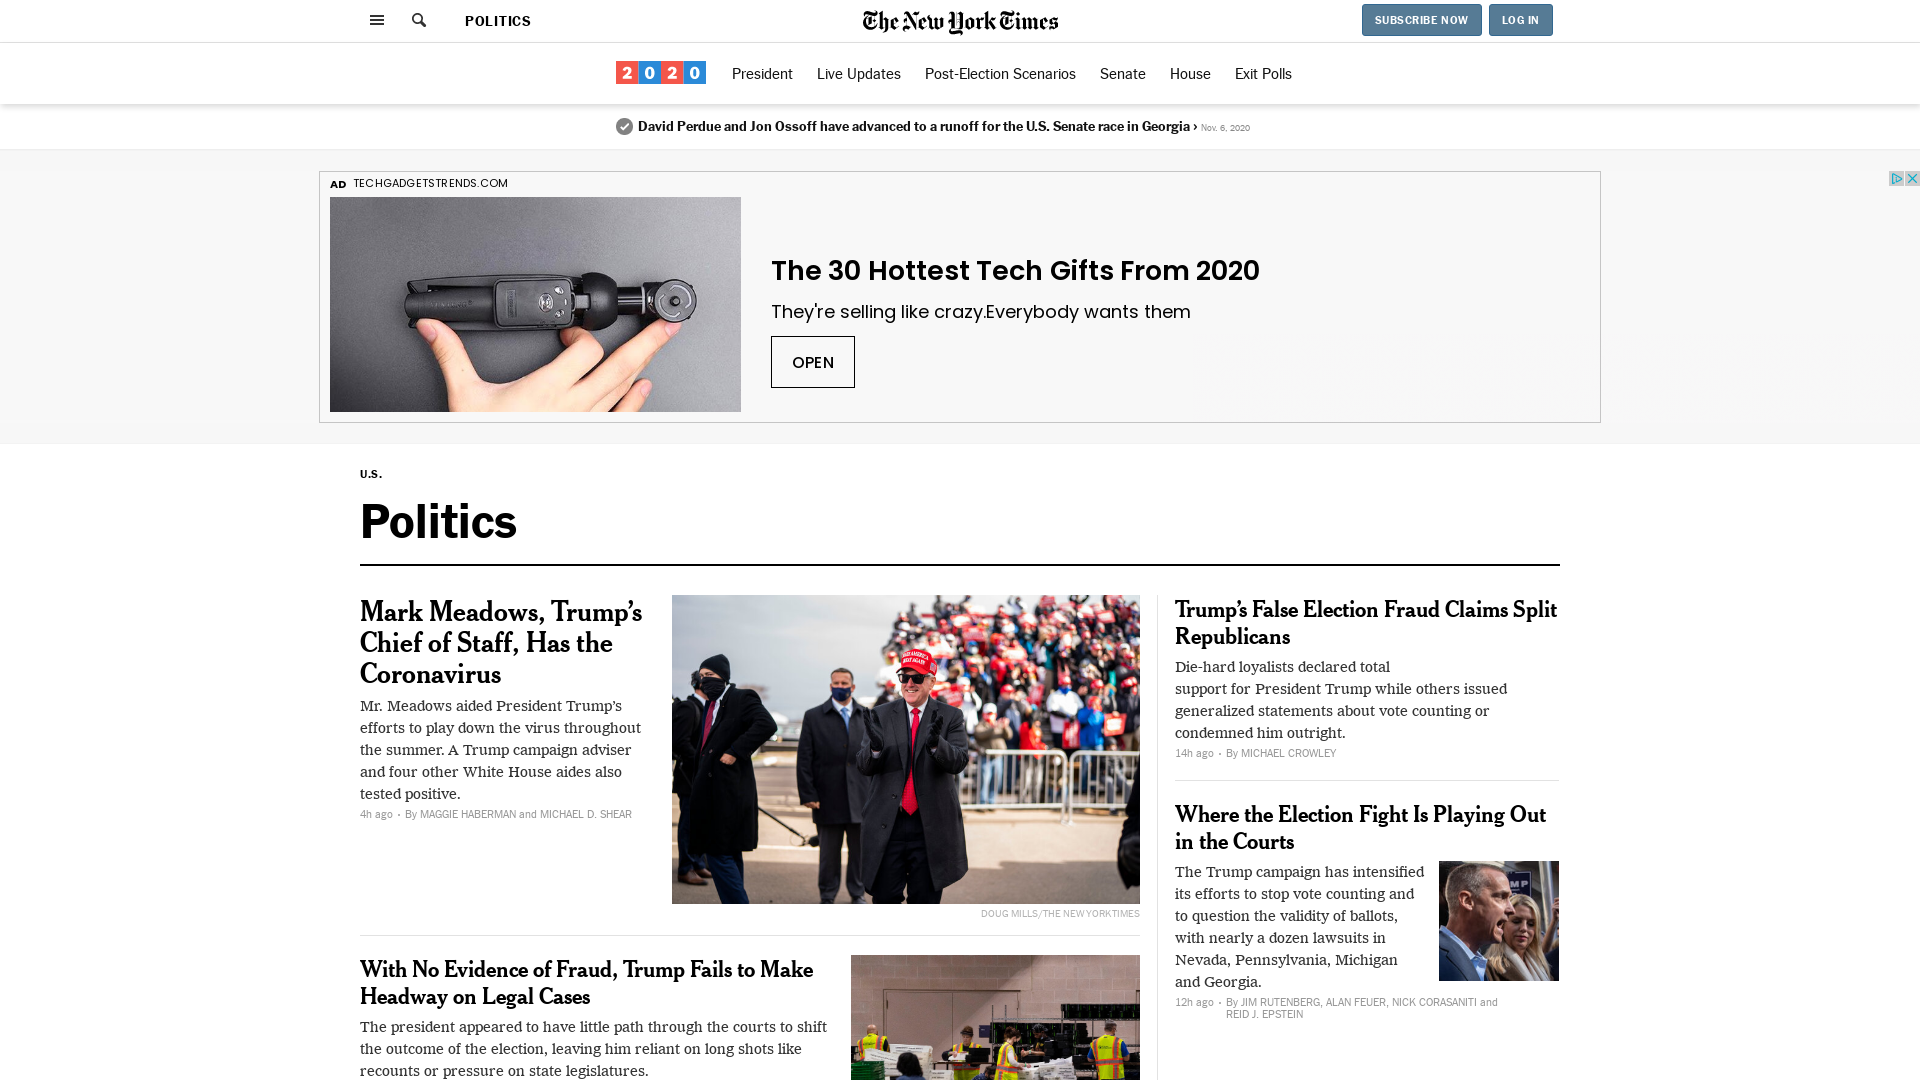 POLITICS
The New York Times
SUBSCRIBE NOW
LOG IN
2020
President
Live Updates
Post-Election Scenarios
Senate
House
Exit Polls
David Perdue and Jon Ossoff have advanced to a runoff for the U.S. Senate race in Georgia › Nov. 6, 2020
AD TECHGADGETSTRENDS.COM
The 30 Hottest Tech Gifts From 2020
They're selling like crazy.Everybody wants them
OPEN
U.S.
Politics
Mark Meadows, Trump’s
Chief of Staff, Has the
Coronavirus
Mr. Meadows aided President Trump’s
efforts to play down the virus throughout
the summer. A Trump campaign adviser
and four other White House aides also
tested positive.
4h ago • By MAGGIE HABERMAN and MICHAEL D. SHEAR
DOUG MILLS/THE NEW YORK TIMES
With No Evidence of Fraud, Trump Fails to Make
Headway on Legal Cases
The president appeared to have little path through the courts to shift
the outcome of the election, leaving him reliant on long shots like
recounts or pressure on state legislatures.
Trump’s False Election Fraud Claims Split
Republicans
Die-hard loyalists declared total
support for President Trump while others issued
generalized statements about vote counting or
condemned him outright.
14h ago • By MICHAEL CROWLEY
Where the Election Fight Is Playing Out
in the Courts
The Trump campaign has intensified
its efforts to stop vote counting and
to question the validity of ballots,
with nearly a dozen lawsuits in
Nevada, Pennsylvania, Michigan
and Georgia.
12h ago • By JIM RUTENBERG, ALAN FEUER, NICK CORASANITI and
REID J. EPSTEIN